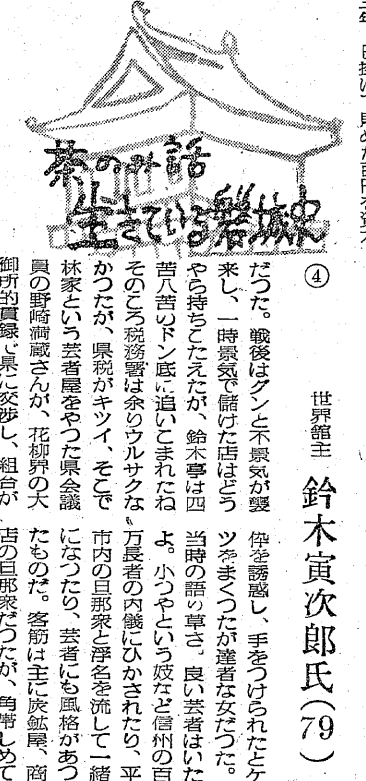 茶のみ話
生きている磐城史
④
世界館主
鈴木寅次郎氏(79)
だつた。戦後はグンと不景気が襲
来し、一時景気で儲けた店はどう
やら持ちこたえたが、鈴木亭は四
苦八苦のドン底に追いこまれたね
そのころ税務署は余りウルサクな
かつたが、県税がキツイ、そこで
林家という芸者屋をやつた県会議
員の野崎満蔵さんが、花柳界の大
御所的貫録で県に交渉し、組合が
伜を誘惑し、手をつけられたとケ
ツをまくつたが達者な女だつた。
当時の語り草さ。良い芸者はいた
よ。小つやという妓など信州の百
万長者の内儀にひかされたり、平
市内の旦那衆と浮名を流して一緒
になつたり、芸者にも風格があつ
たものだ。客筋は主に炭鉱屋、商
店の旦那衆だつたが、角帯しめて